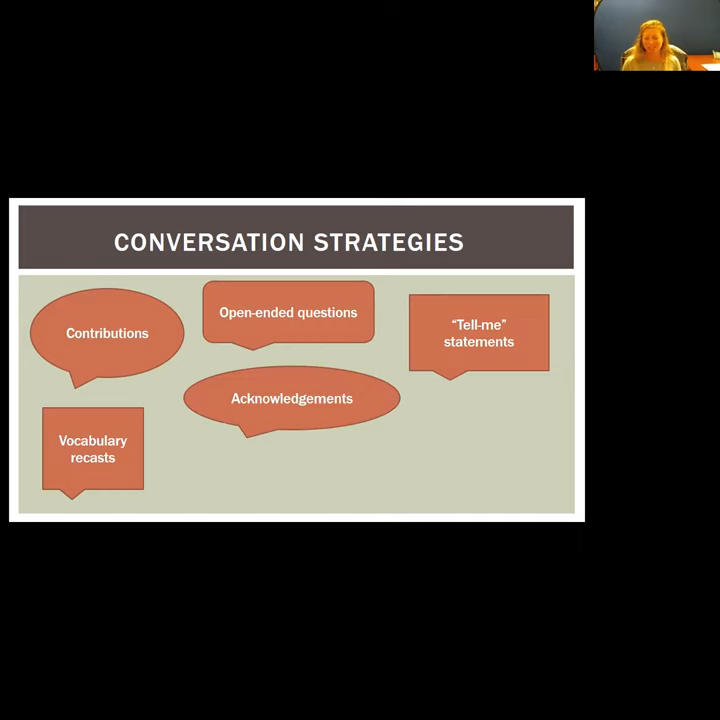 CONVERSATION STRATEGIES
Contributions
Open-ended questions
“Tell-me”
statements
Acknowledgements
Vocabulary
recasts